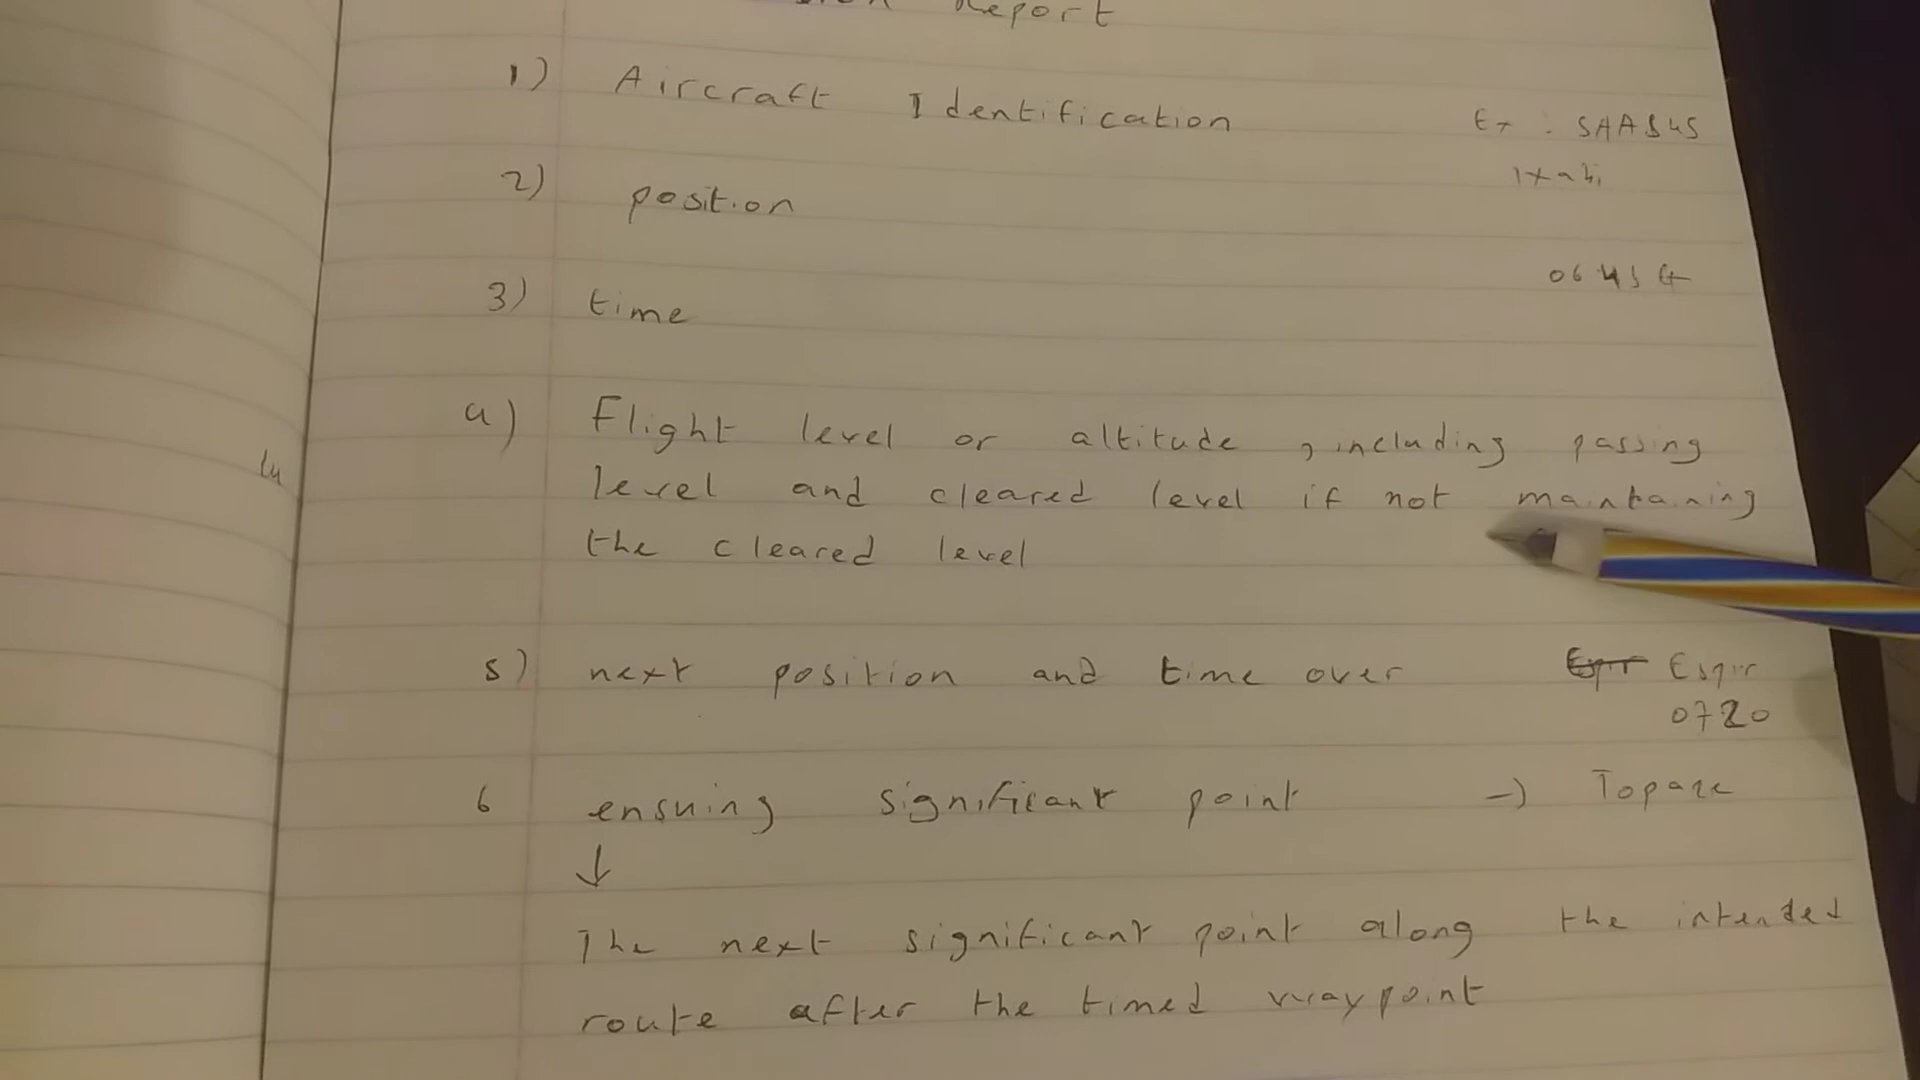 Report
1) Aircraft Identification
Ex : SAA545
2) position
3) time
4) Flight level or altitude , including passing
level and cleared level if not maintaining
the cleared level
5) next position and time over
0720
6 ensuing significant point →
↓
The next significant point along the intended
route after the timed waypoint